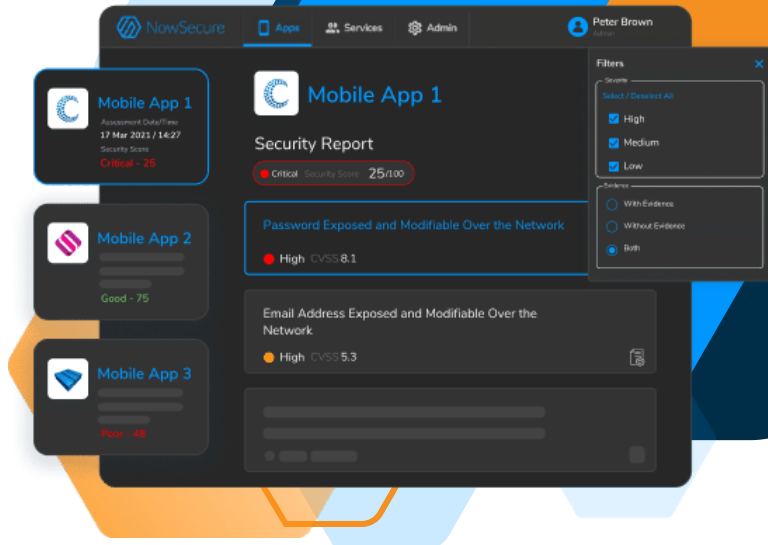 NowSecure
Apps
Services
Admin
Peter Brown
Admin
Mobile App 1
Assessment Date/Time
17 Mar 2021 / 14:27
Security Score
Critical - 25
Mobile App 2
Good - 75
Mobile App 3
Poor - 48
Mobile App 1
Security Report
Critical Security Score 25/100
Password Exposed and Modifiable Over the Network
High CVSS 8.1
Email Address Exposed and Modifiable Over the
Network
High CVSS 5.3
Filters
Severity
Select / Deselect All
High
Medium
Low
Evidence
With Evidence
Without Evidence
Both